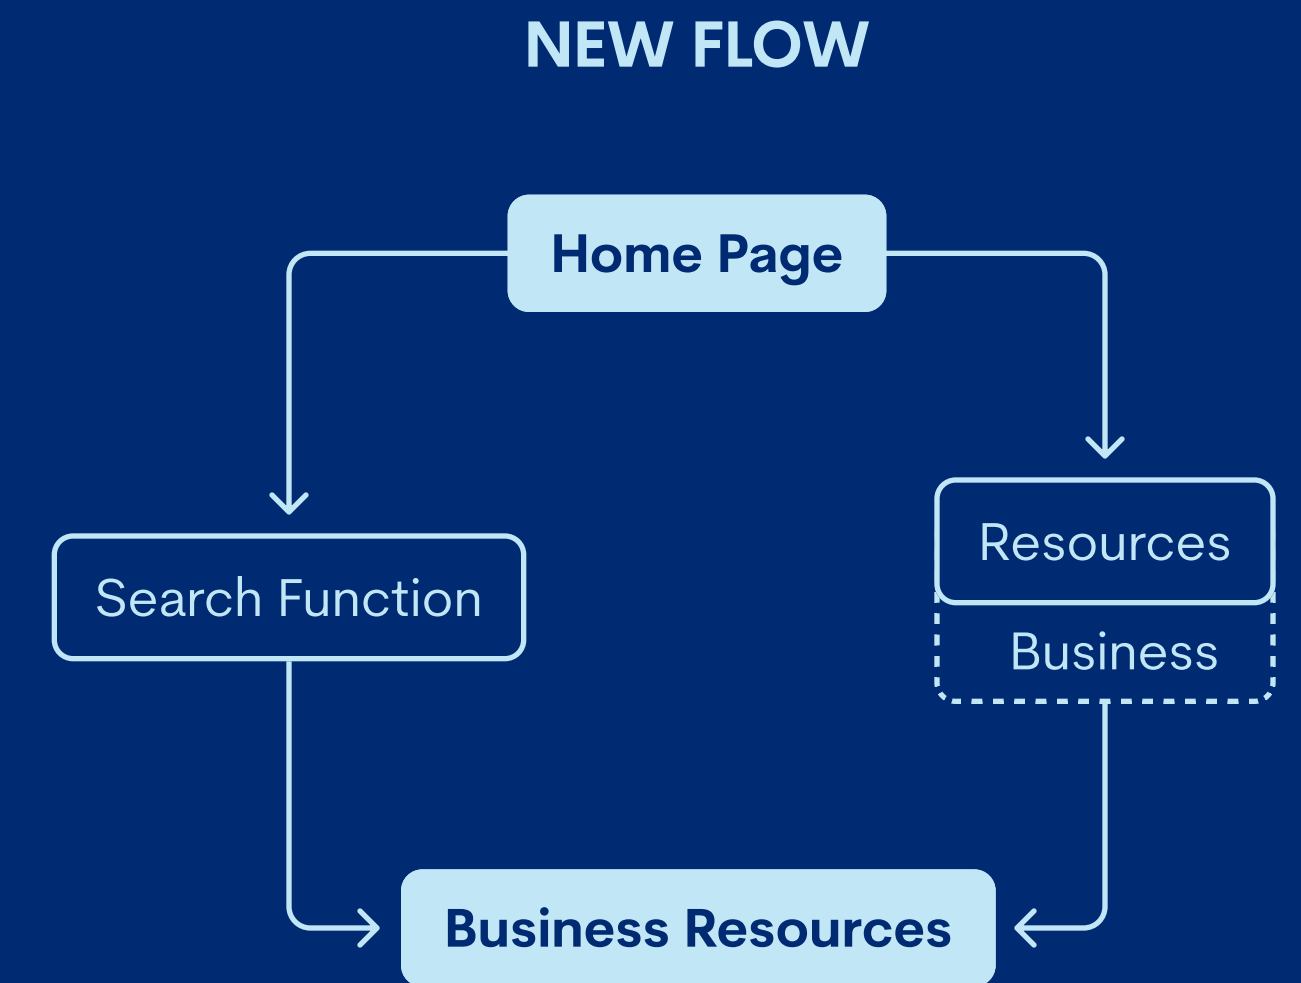 NEW FLOW
Home Page
Search Function
Resources
Business
Business Resources